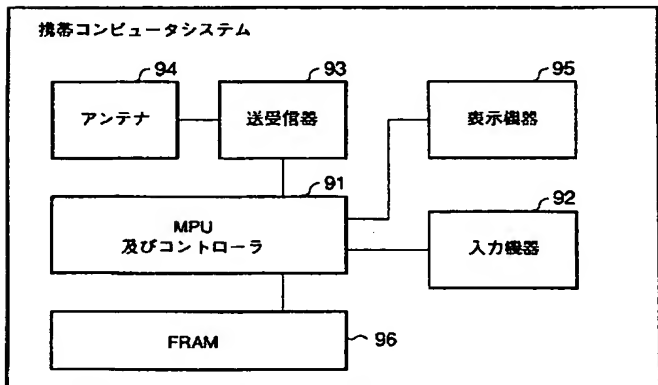 携帯コンピュータシステム
94
93
95
アンテナ
送受信器
表示機器
91
92
MPU
及びコントローラ
入力機器
FRAM
96